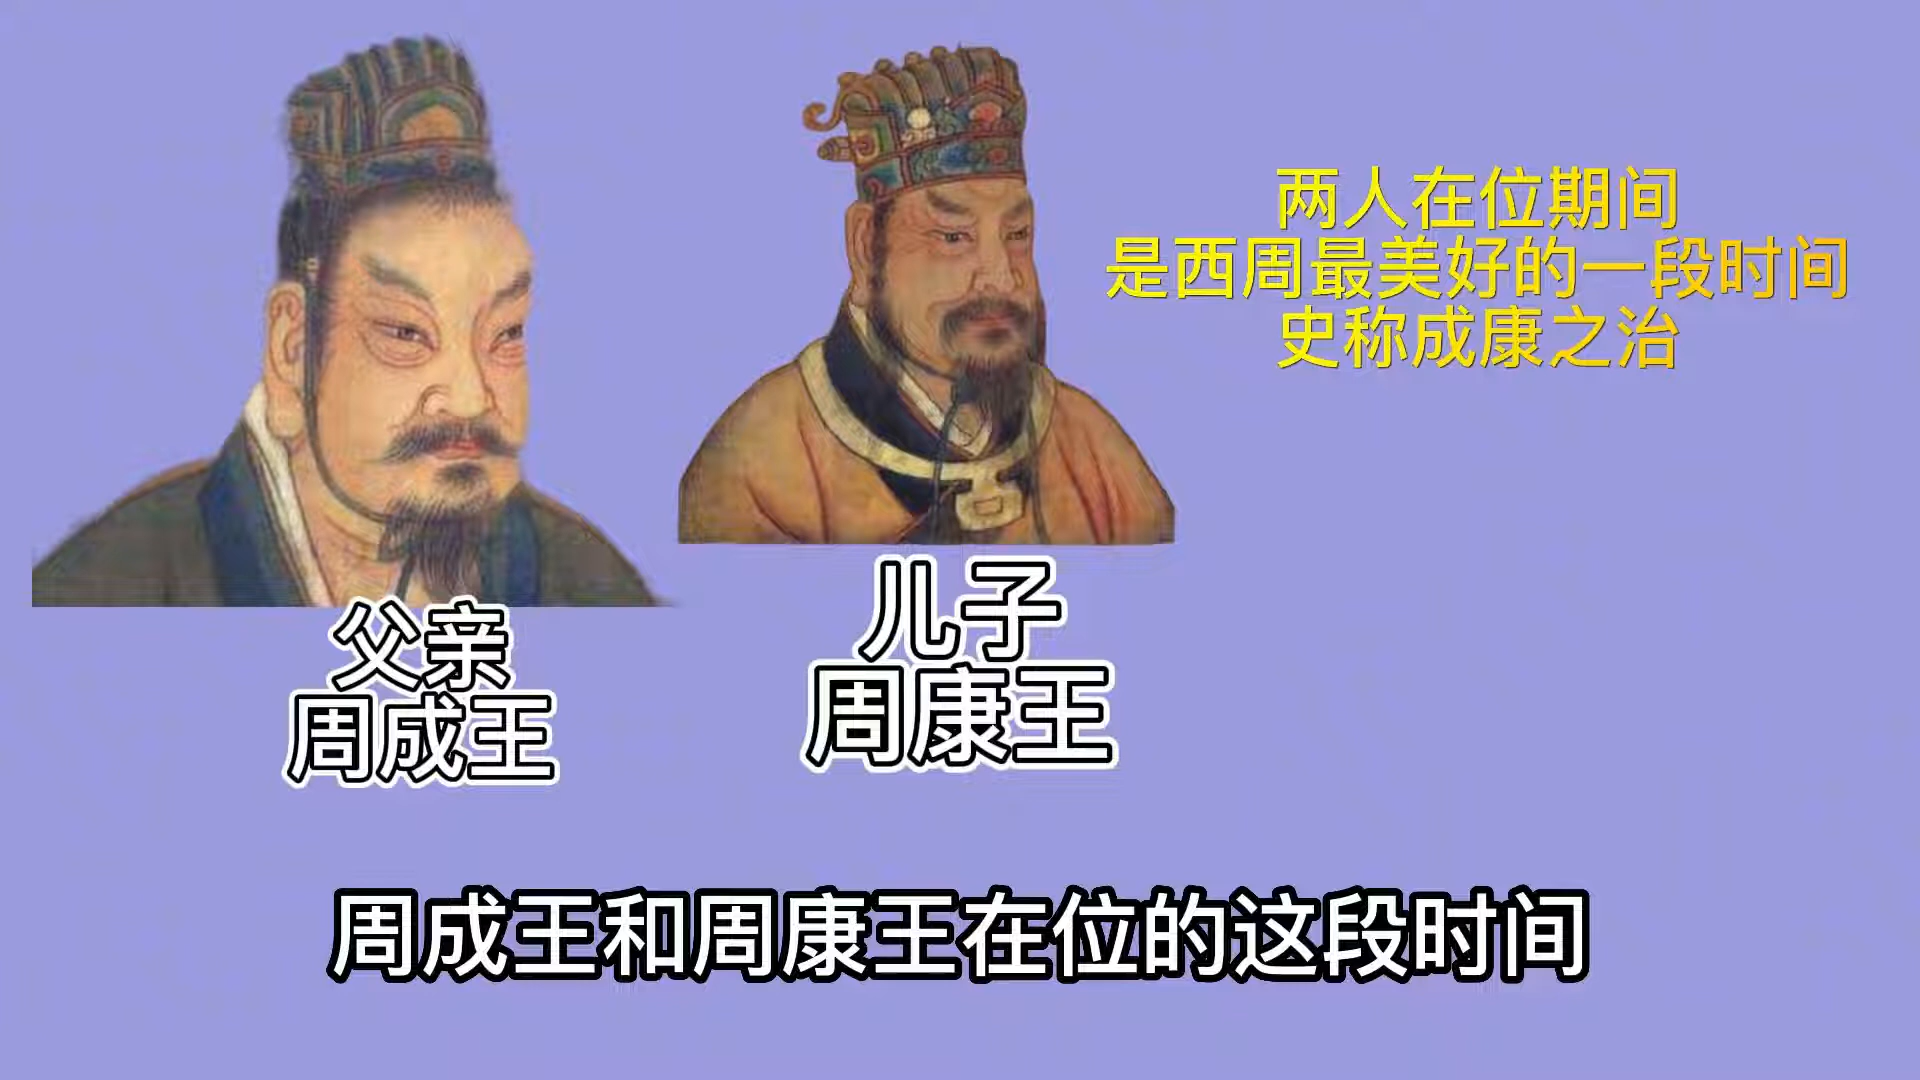 两人在位期间
是西周最美好的一段时间
史称成康之治
父亲
周成王
儿子
周康王
周成王和周康王在位的这段时间